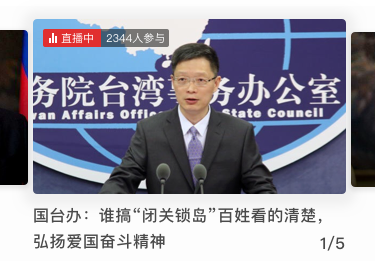 直播中 2344人参与
务院台湾事务办公室
wan Affairs Office State Council
国台办：谁搞“闭关锁岛”百姓看的清楚，
弘扬爱国奋斗精神
1/5